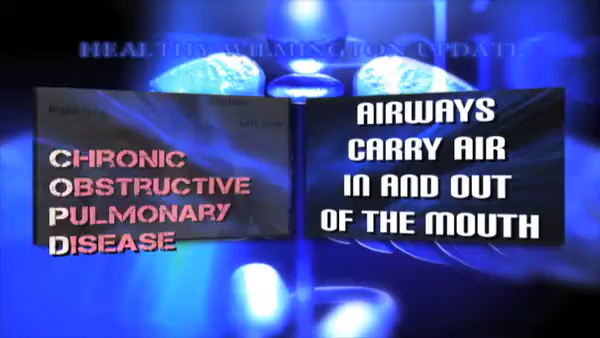 HEALTHY WILMINGTON UPDATE
CHRONIC
OBSTRUCTIVE
PULMONARY
DISEASE
AIRWAYS
CARRY AIR
IN AND OUT
OF THE MOUTH